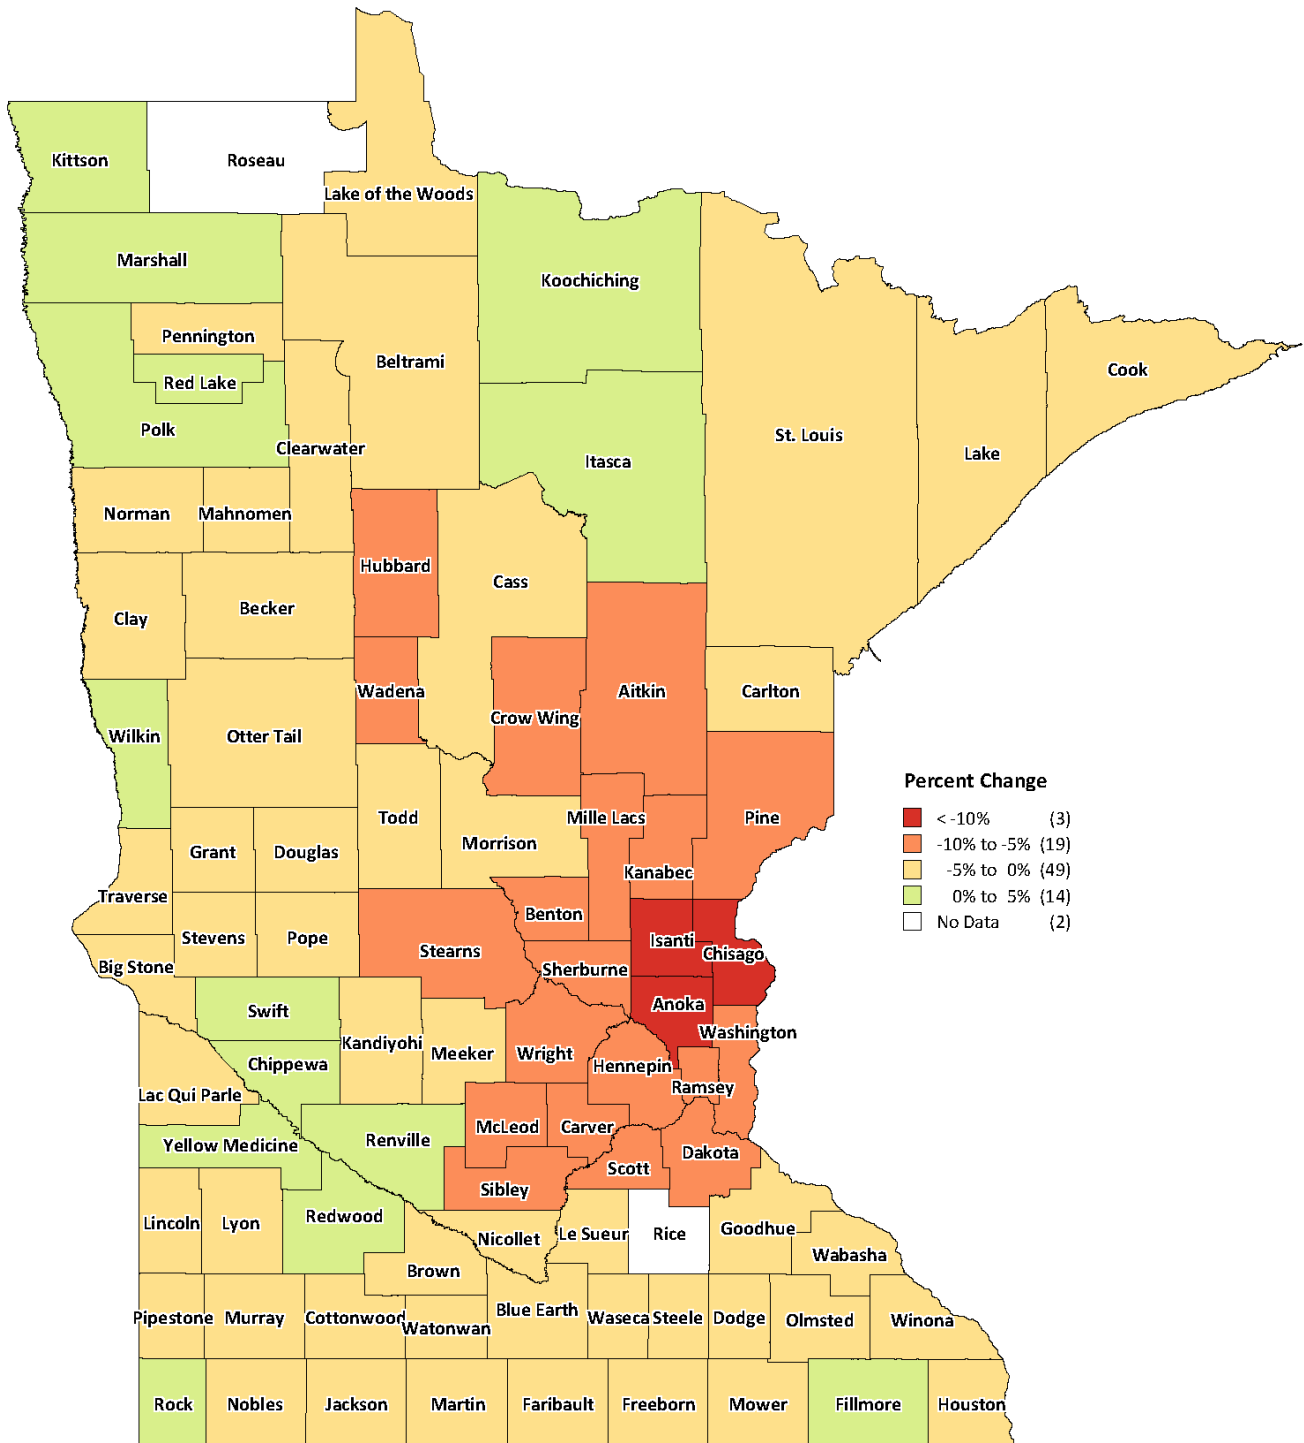 Kittson
Roseau
Lake of the Woods
Marshall
Koochiching
Pennington
Beltrami
Cook
Red Lake
Polk
St. Louis
Clearwater
Lake
Itasca
Norman
Mahnomen
Hubbard
Cass
Becker
Clay
Wadena
Aitkin
Carlton
Crow Wing
Wilkin
Otter Tail
Percent Change
< -10% (3)
-10% to -5% (19)
-5% to 0% (49)
0% to 5% (14)
No Data (2)
Todd
Mille Lacs
Pine
Morrison
Grant
Douglas
Kanabec
Traverse
Benton
Stevens
Pope
Isanti
Stearns
Chisago
Big Stone
Sherburne
Anoka
Swift
Washington
Kandiyohi
Meeker
Wright
Chippewa
Hennepin
Ramsey
Lac Qui Parle
McLeod
Carver
Renville
Yellow Medicine
Dakota
Scott
Sibley
Redwood
Lincoln
Lyon
Goodhue
Le Sueur
Rice
Nicollet
Wabasha
Brown
Blue Earth
Pipestone
Murray
Cottonwood
Watonwan
Waseca
Steele
Dodge
Olmsted
Winona
Rock
Nobles
Jackson
Martin
Faribault
Freeborn
Mower
Fillmore
Houston